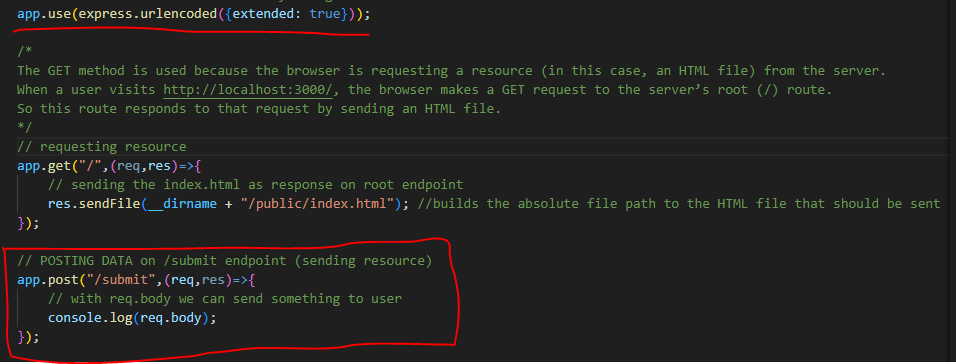 app.use(express.urlencoded({extended: true}));
/*
The GET method is used because the browser is requesting a resource (in this case, an HTML file) from the server.
When a user visits http://localhost:3000/, the browser makes a GET request to the server’s root (/) route.
So this route responds to that request by sending an HTML file.
*/
// requesting resource
app.get("/",(req,res)=>{
// sending the index.html as response on root endpoint
res.sendFile(__dirname + "/public/index.html"); //builds the absolute file path to the HTML file that should be sent
});
// POSTING DATA on /submit endpoint (sending resource)
app.post("/submit",(req,res)=>{
// with req.body we can send something to user
console.log(req.body);
});